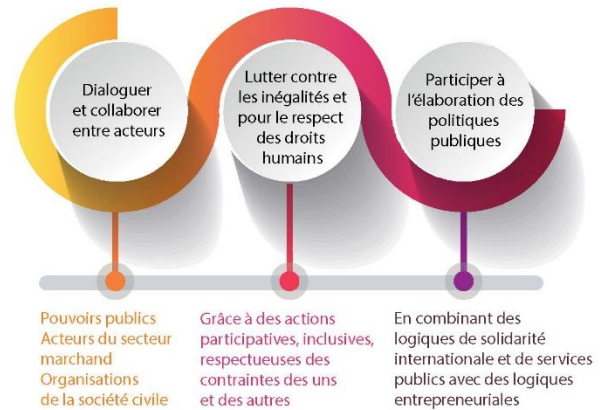 Dialoguer
et collaborer
entre acteurs
Lutter contre
les inégalités et
pour le respect
des droits
humains
Participer à
l'élaboration des
politiques
publiques
Pouvoirs publics
Acteurs du secteur
marchand
Organisations
de la société civile
Grâce à des actions
participatives, inclusives,
respectueuses des
contraintes des uns
et des autres
En combinant des
logiques de solidarité
internationale et de services
publics avec des logiques
entrepreneuriales